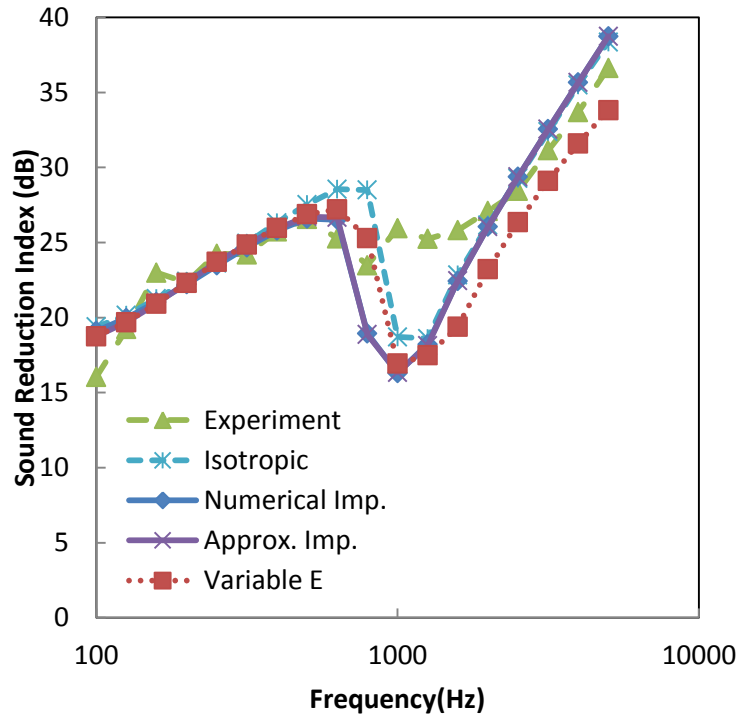 40
35
30
25
20
15
10
5
0
Sound Reduction Index (dB)
Experiment
Isotropic
Numerical Imp.
Approx. Imp.
Variable E
100 1000 10000
Frequency(Hz)